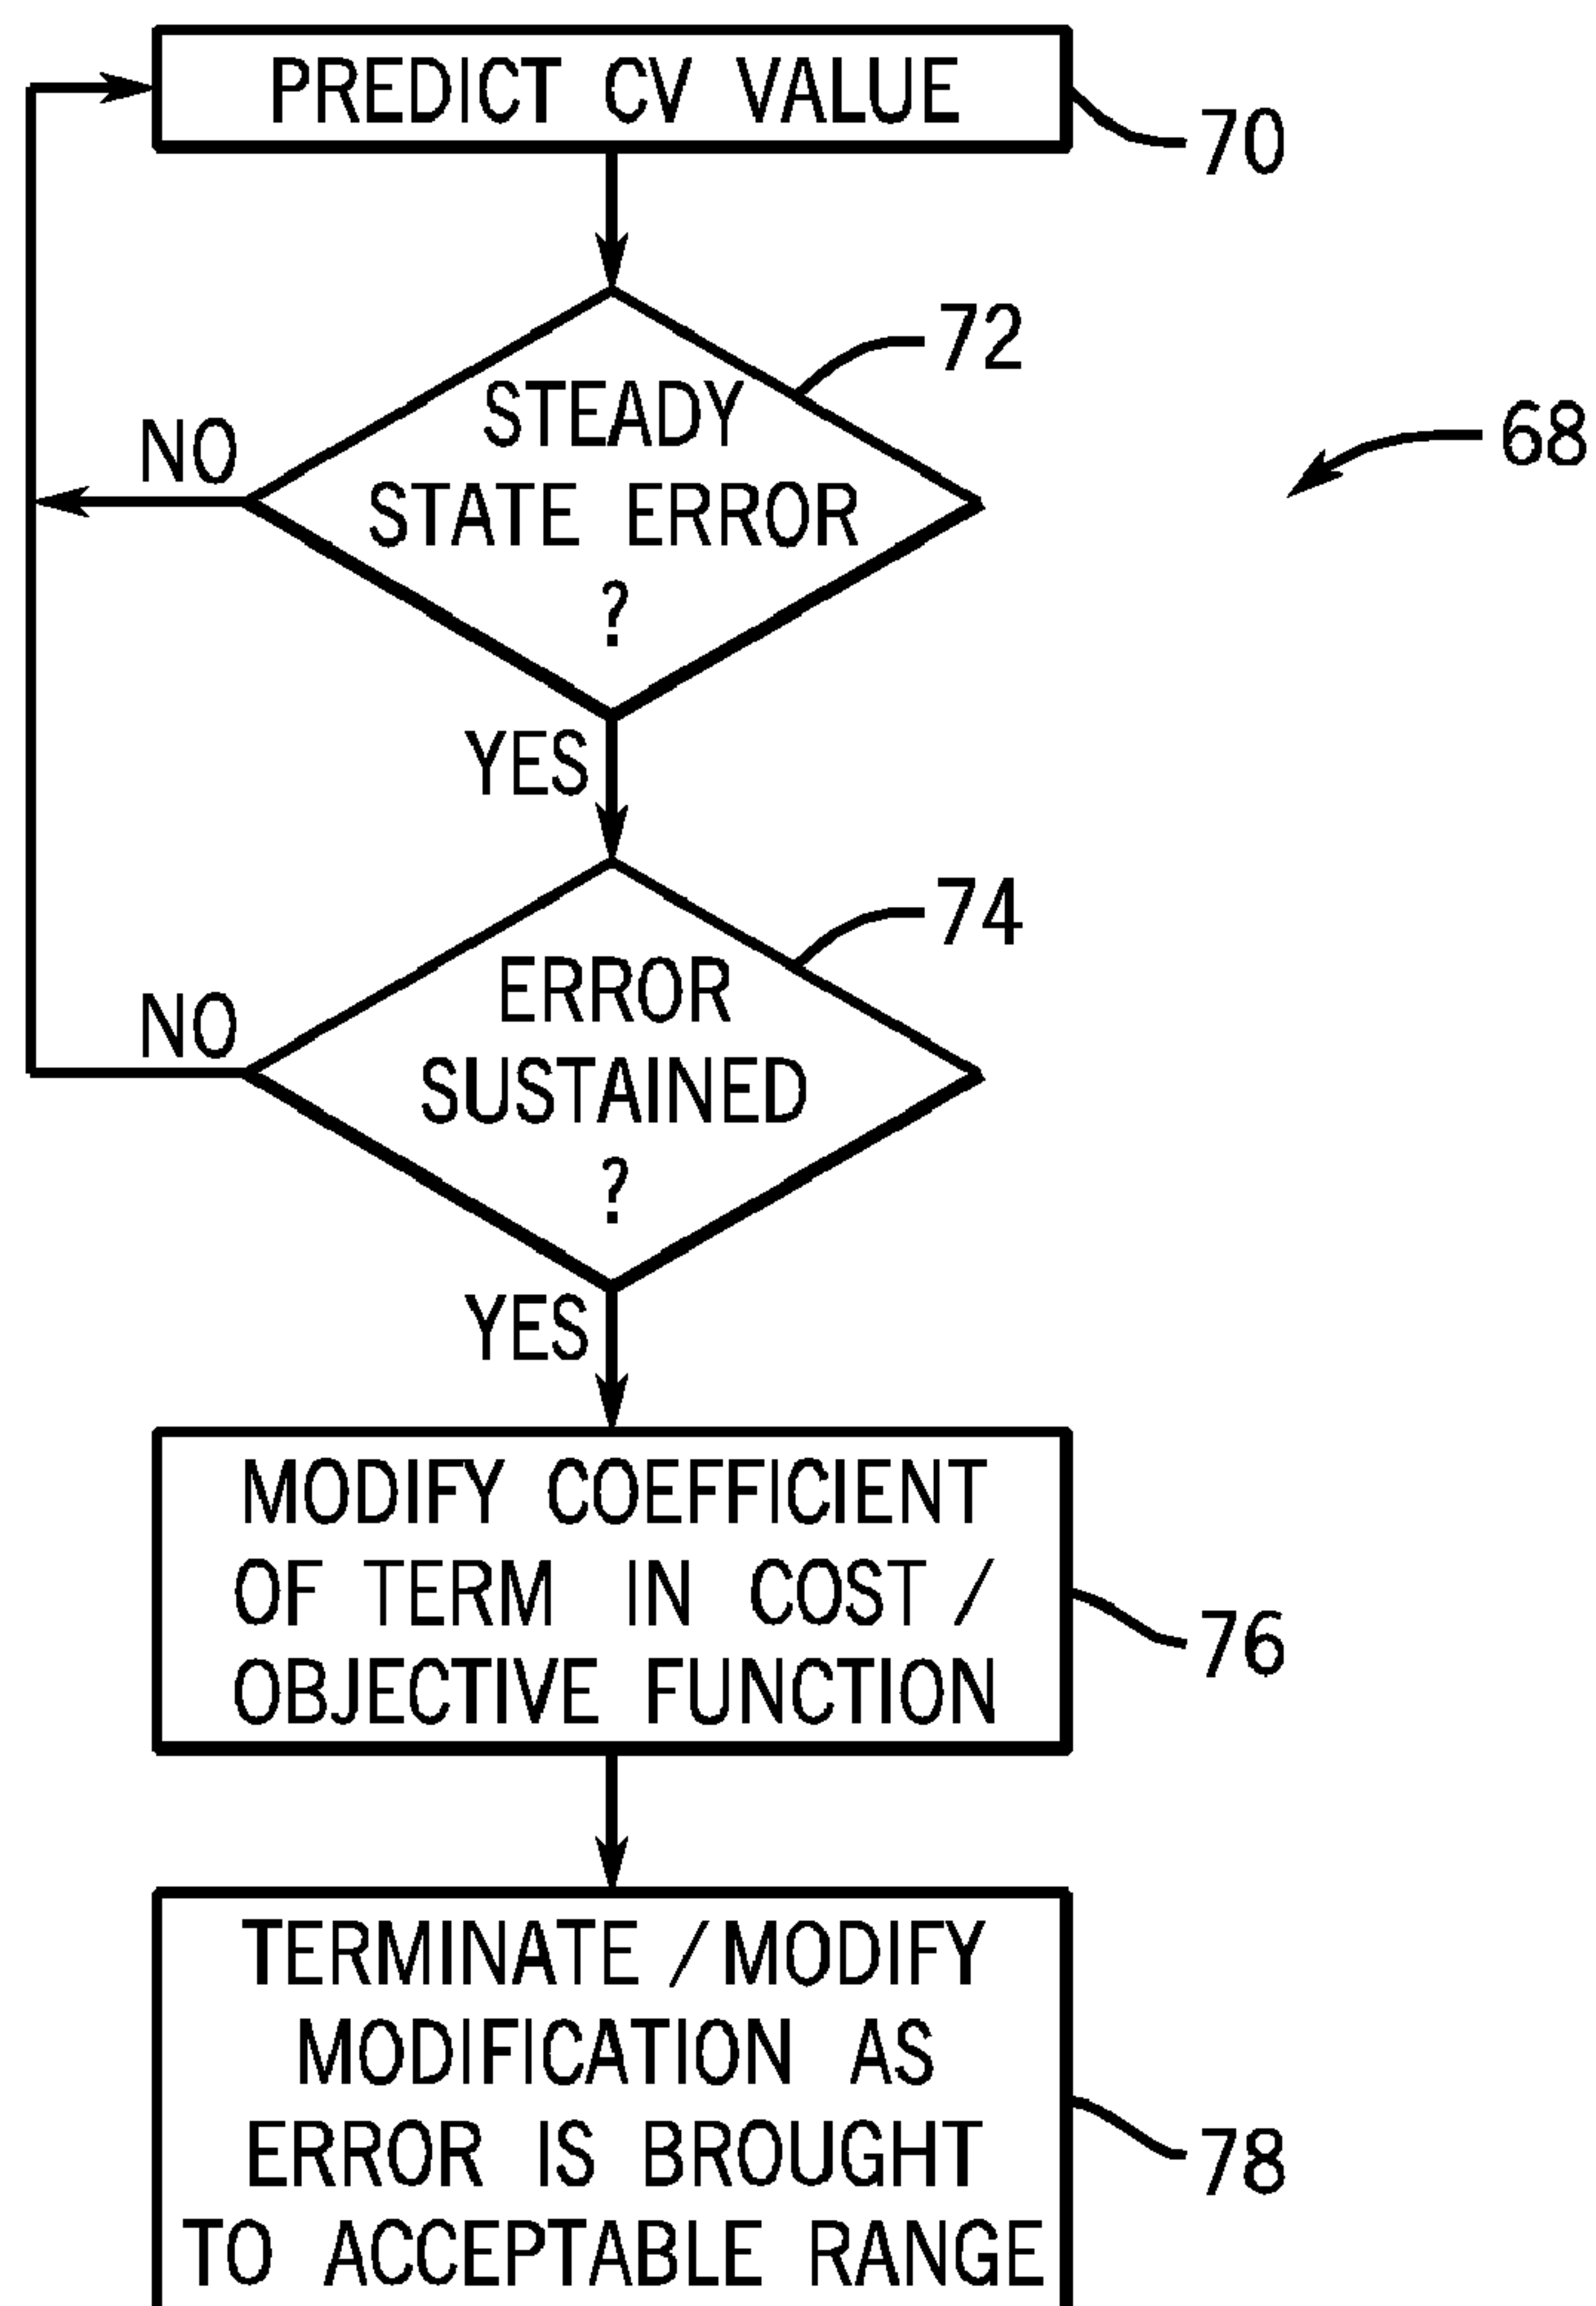 PREDICT CV VALUE
70
72
STEADY
STATE ERROR
?
NO
68
YES
74
ERROR
SUSTAINED
?
NO
YES
MODIFY COEFFICIENT
OF TERM IN COST /
OBJECTIVE FUNCTION
76
TERMINATE / MODIFY
MODIFICATION AS
ERROR IS BROUGHT
TO ACCEPTABLE RANGE
78